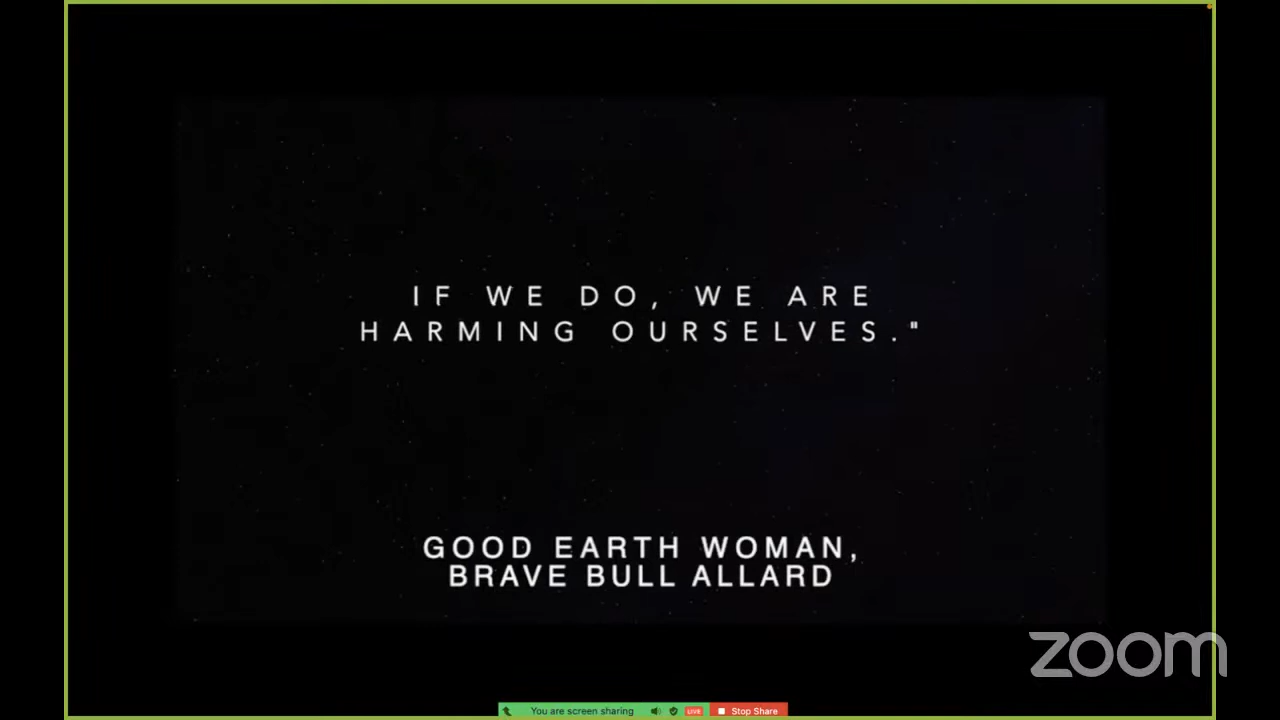 IF WE DO, WE ARE
HARMING OURSELVES."
GOOD EARTH WOMAN,
BRAVE BULL ALLARD
zoom
You are screen sharing LIVE Stop Share